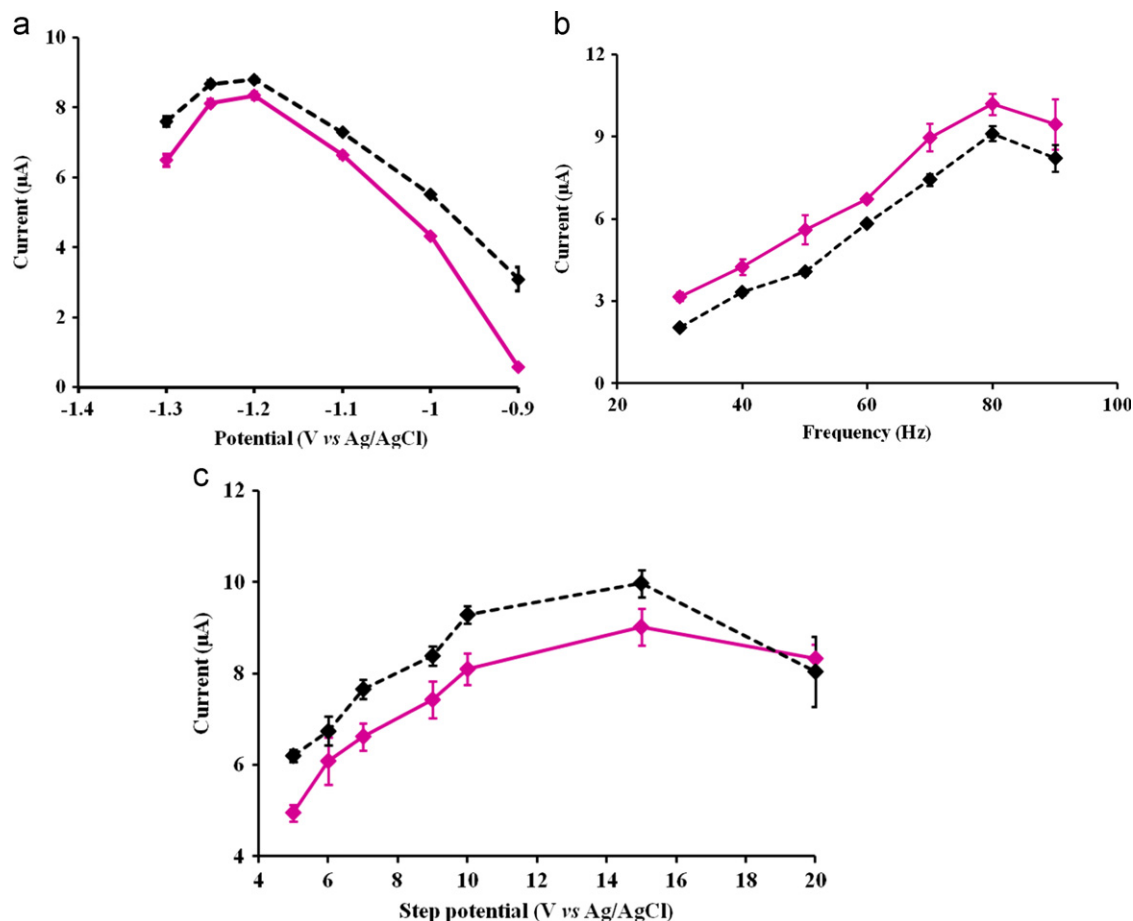 a
10
8
6
4
2
0
Current (µA)
-1.4 -1.3 -1.2 -1.1 -1 -0.9
Potential (V vs Ag/AgCl)
b
12
9
6
3
0
Current (µA)
20 40 60 80 100
Frequency (Hz)
c
12
10
8
6
4
Current (µA)
4 6 8 10 12 14 16 18 20
Step potential (V vs Ag/AgCl)